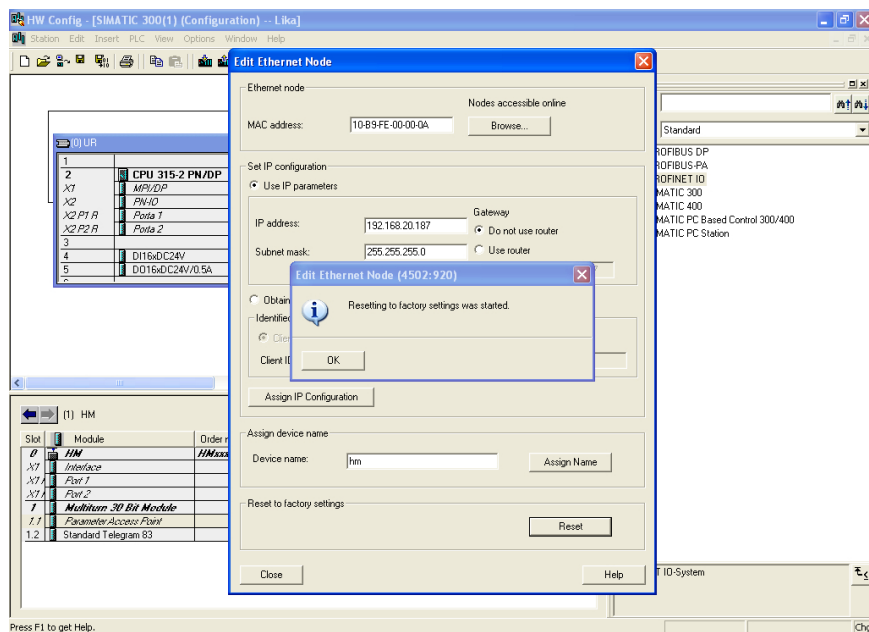 HW Config - [SIMATIC 300(1) (Configuration) -- Lika]
Station Edit Insert PLC View Options Window Help
(0) UR
1
2 CPU 315-2 PN/DP
X1 MPI/DP
X2 PN-IO
X2 P1 R Porta 1
X2 P2 R Porta 2
3
4 DI16xDC24V
5 DO16xDC24V/0.5A
Edit Ethernet Node
Ethernet node
Nodes accessible online
MAC address: 10-B9-FE-00-00-0A Browse...
Set IP configuration
Use IP parameters
Gateway
IP address: 192.168.20.187 Do not use router
Subnet mask: 255.255.255.0 Use router
Edit Ethernet Node (4502:920)
Resetting to factory settings was started.
OK
Obtain
Identified
Client ID
Assign IP Configuration
Assign device name
Device name: hm Assign Name
Reset to factory settings
Reset
Close Help
Standard
ROFIBUS DP
ROFIBUS-PA
ROFINET IO
MATIC 300
MATIC 400
MATIC PC Based Control 300/400
MATIC PC Station
T IO-System
(1) HM
Slot Module Order
0 HM HMxxx
X1 Interface
X1 Port 1
X1 Port 2
1 Multiturn 30 Bit Module
1.1 Parameter Access Point
1.2 Standard Telegram 83
Press F1 to get Help.
Chg